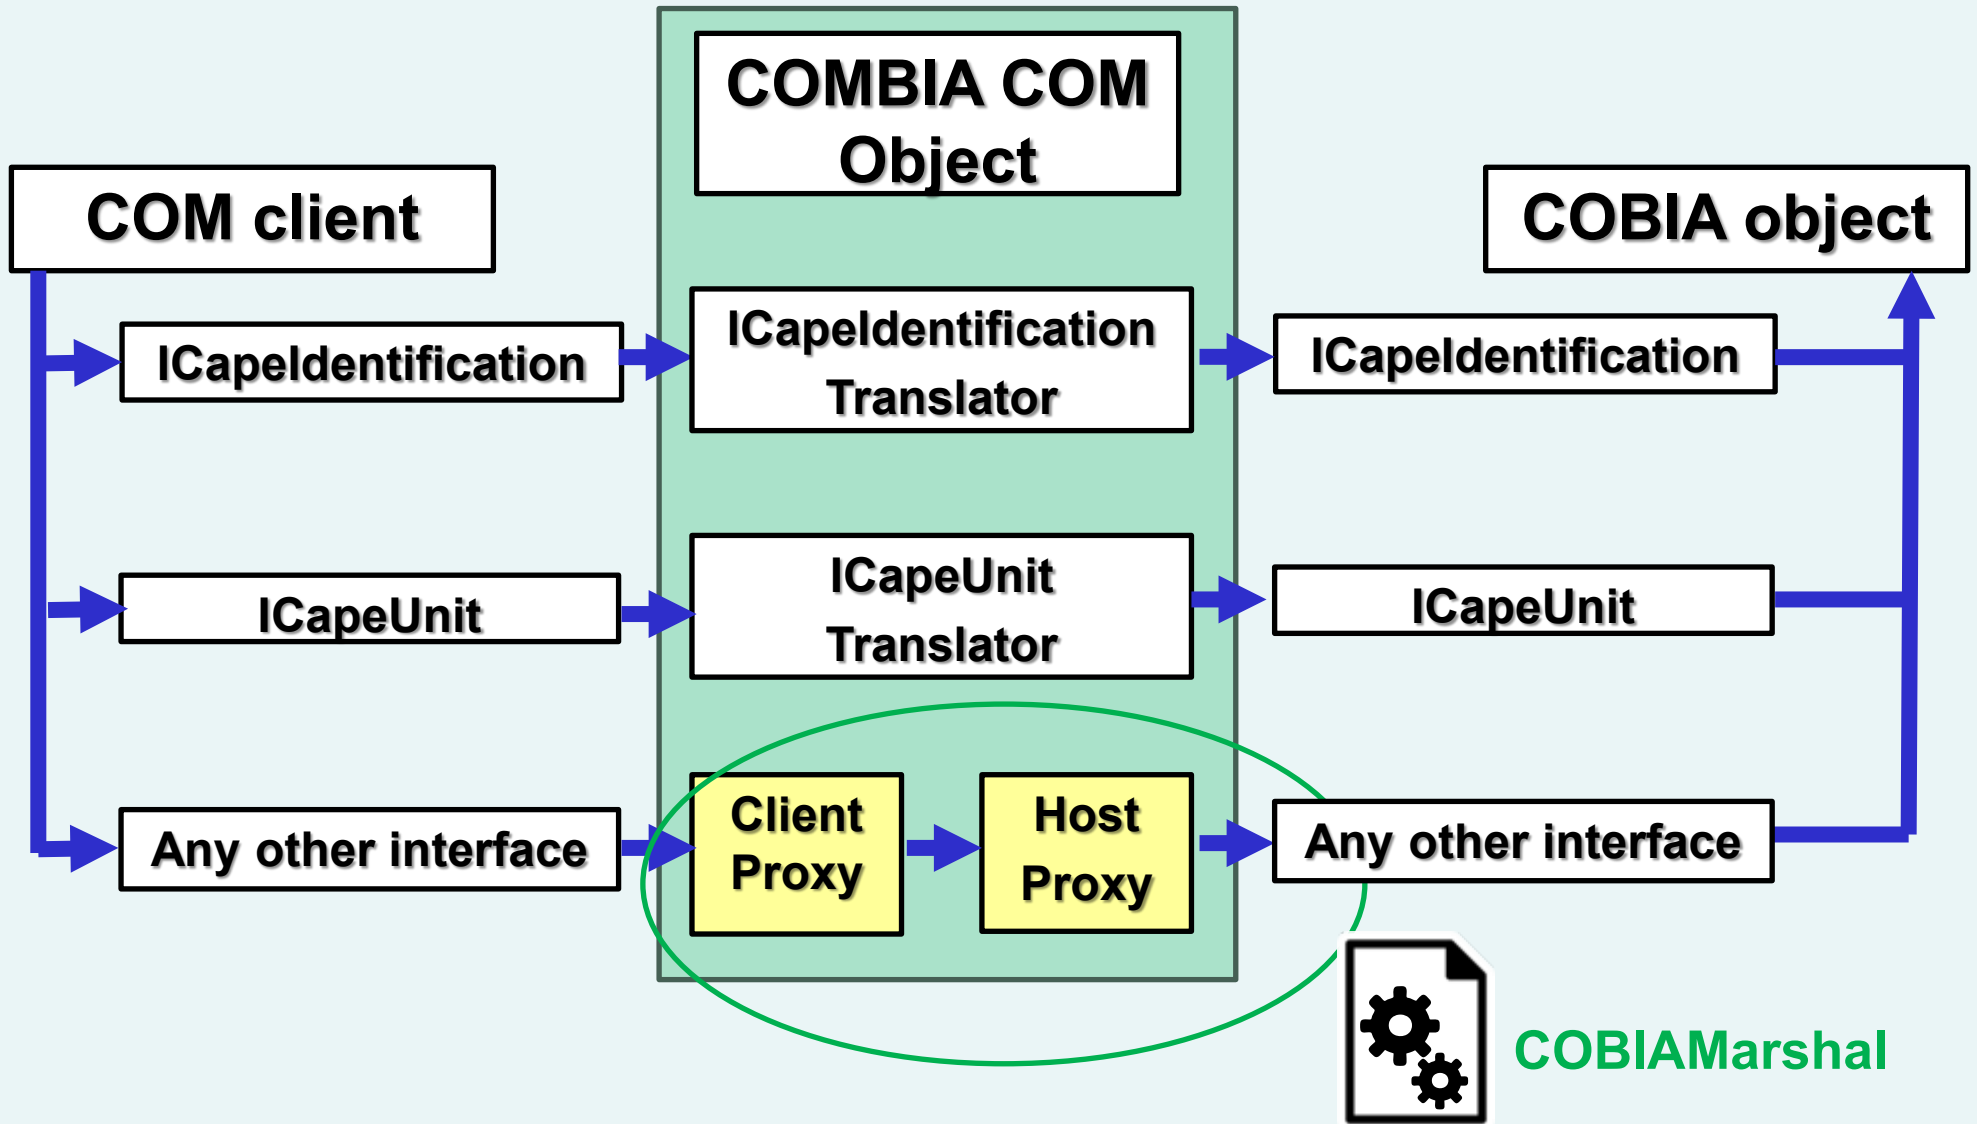 COMBIA COM
Object
COM client
COBIA object
ICapeIdentification
ICapeIdentification
Translator
ICapeIdentification
ICapeUnit
ICapeUnit
Translator
ICapeUnit
Any other interface
Client
Proxy
Host
Proxy
Any other interface
COBIAMarshal